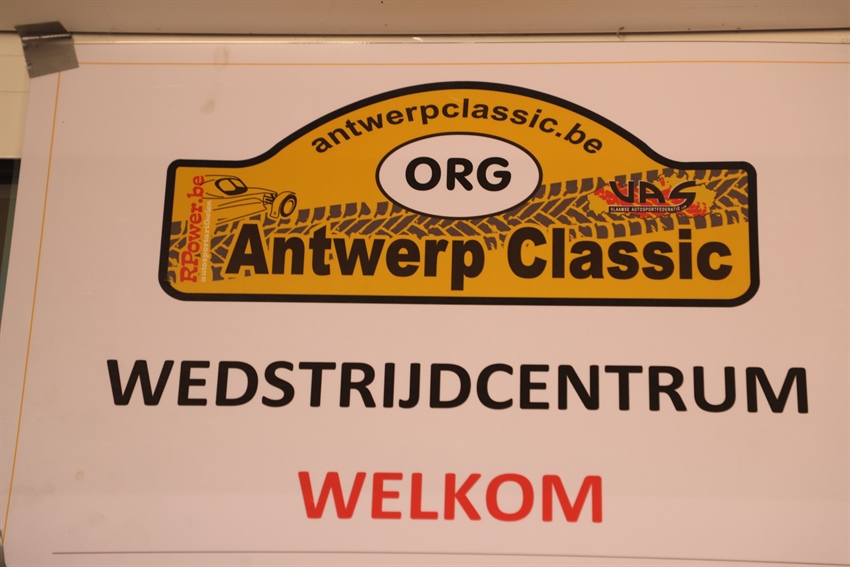 antwerpclassic.be
ORG
RPower.be
VAS
VLAAMSE AUTOSPORTFEDERATIE
Antwerp Classic
WEDSTRIJDCENTRUM
WELKOM